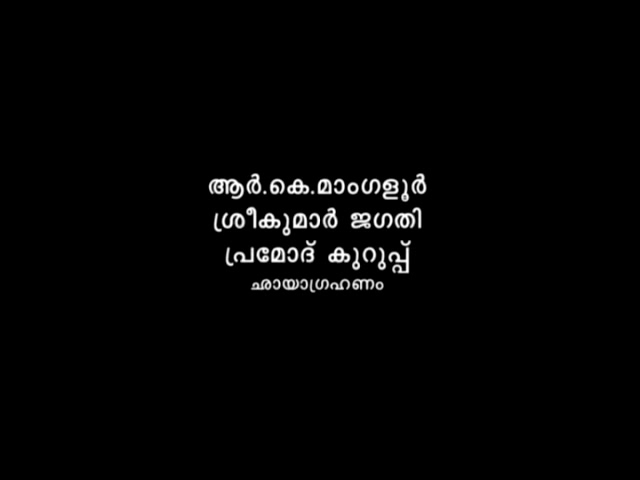 ആർ.കെ.മാംഗളൂർ
ശ്രീകുമാർ ജഗതി
പ്രമോദ് കുറുപ്പ്
ഛായാഗ്രഹണം